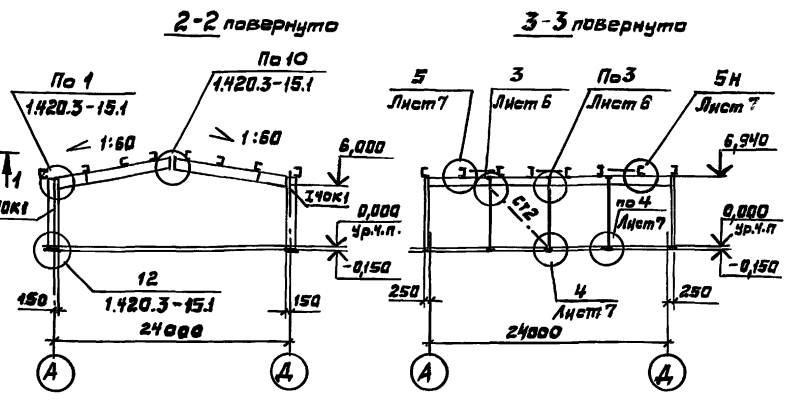 2-2 повернуто
По 1
1.420.3-15.1
По 10
1.420.3-15.1
1:60
1:60
6,000
1
I40К1
0,000
Ур.ч.п.
-0,150
12
1.420.3-15.1
150
150
24000
А
Д
3-3 повернуто
5
Лист 7
3
Лист 6
По 3
Лист 6
5Н
Лист 7
6,940
Ст2
по 4
Лист 7
0,000
Ур.ч.п.
-0,150
4
Лист 7
250
250
24000
А
Д